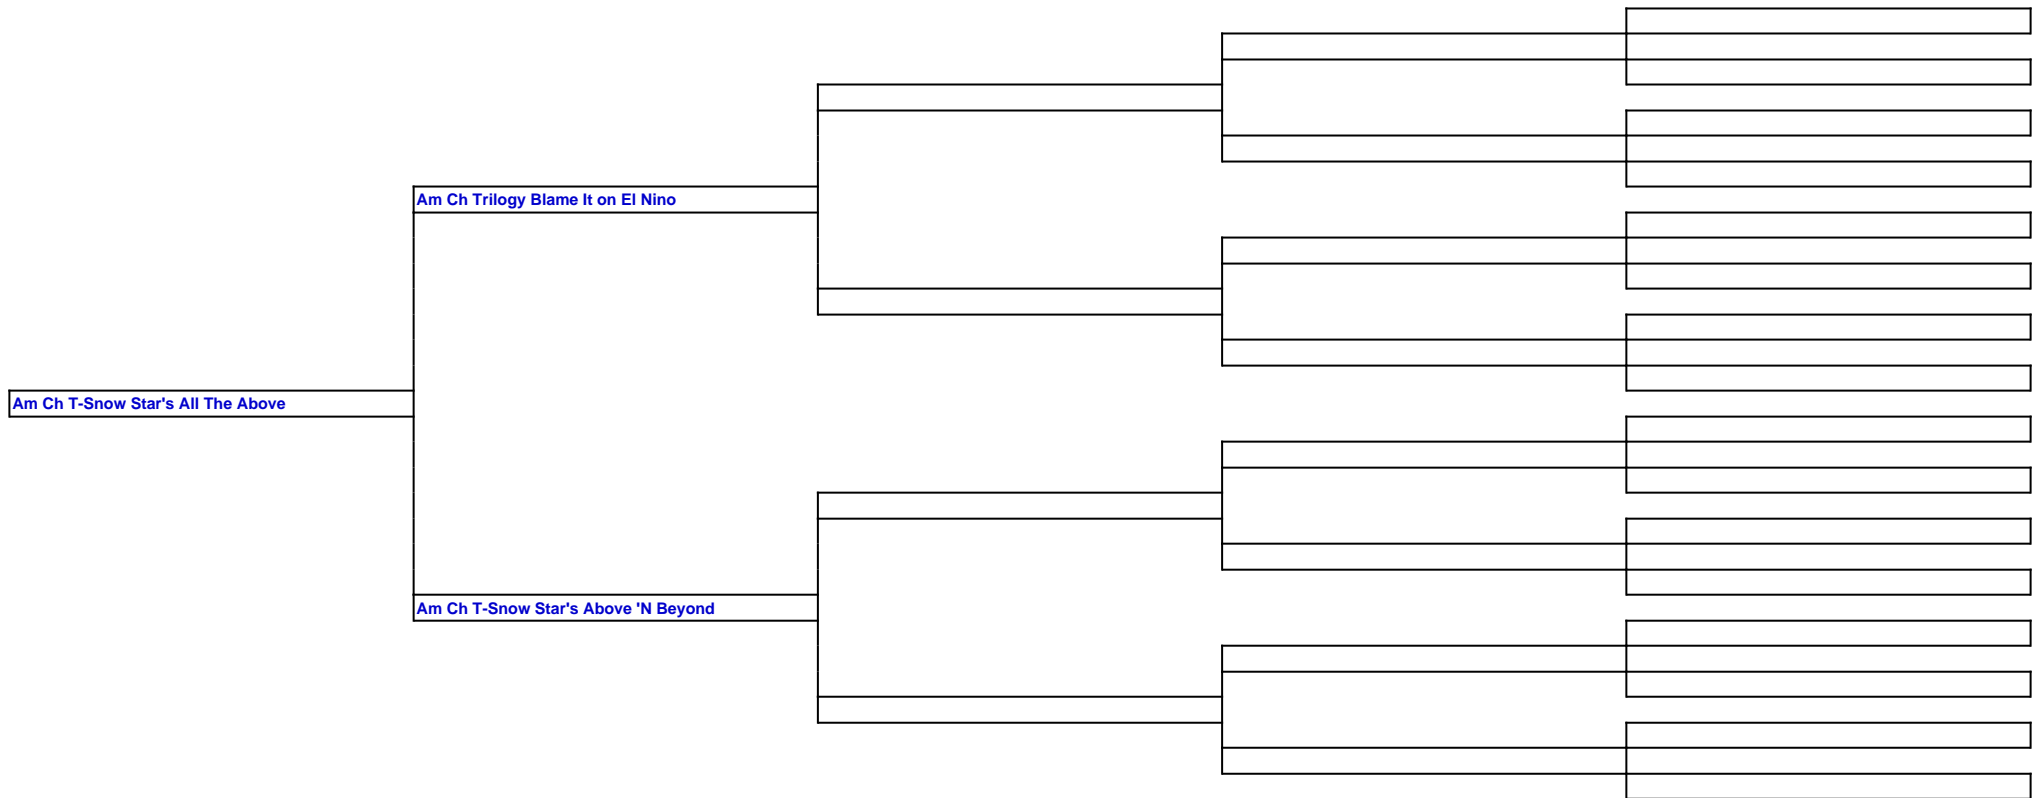 Am Ch Trilogy Blame It on El Nino
Am Ch T-Snow Star's All The Above
Am Ch T-Snow Star's Above 'N Beyond